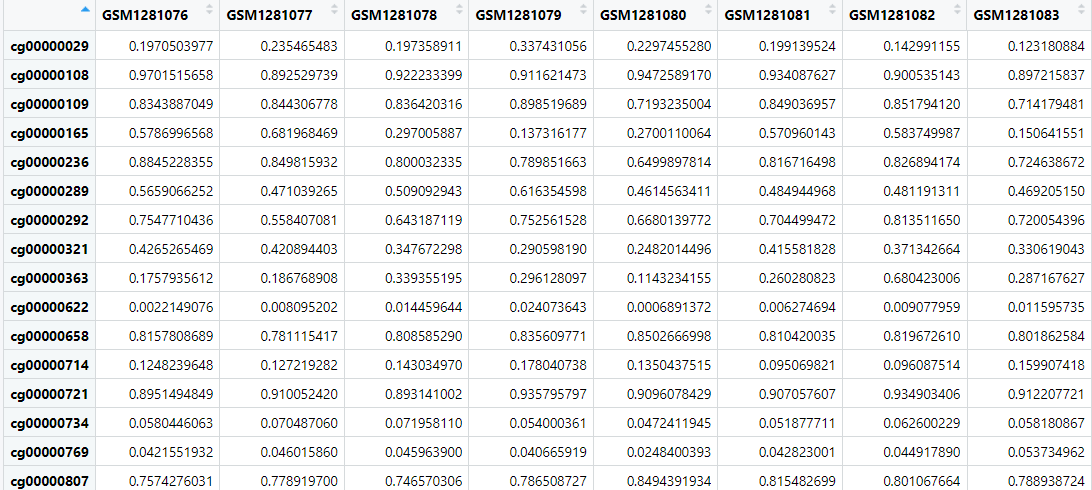 GSM1281076 GSM1281077 GSM1281078 GSM1281079 GSM1281080 GSM1281081 GSM1281082 GSM1281083
cg00000029 0.1970503977 0.235465483 0.197358911 0.337431056 0.2297455280 0.199139524 0.142991155 0.123180884
cg00000108 0.9701515658 0.892529739 0.922233399 0.911621473 0.9472589170 0.934087627 0.900535143 0.897215837
cg00000109 0.8343887049 0.844306778 0.836420316 0.898519689 0.7193235004 0.849036957 0.851794120 0.714179481
cg00000165 0.5786996568 0.681968469 0.297005887 0.137316177 0.2700110064 0.570960143 0.583749987 0.150641551
cg00000236 0.8845228355 0.849815932 0.800032335 0.789851663 0.6499897814 0.816716498 0.826894174 0.724638672
cg00000289 0.5659066252 0.471039265 0.509092943 0.616354598 0.4614563411 0.484944968 0.481191311 0.469205150
cg00000292 0.7547710436 0.558407081 0.643187119 0.752561528 0.6680139772 0.704499472 0.813511650 0.720054396
cg00000321 0.4265265469 0.420894403 0.347672298 0.290598190 0.2482014496 0.415581828 0.371342664 0.330619043
cg00000363 0.1757935612 0.186768908 0.339355195 0.296128097 0.1143234155 0.260280823 0.680423006 0.287167627
cg00000622 0.0022149076 0.008095202 0.014459644 0.024073643 0.0006891372 0.006274694 0.009077959 0.011595735
cg00000658 0.8157808689 0.781115417 0.808585290 0.835609771 0.8502666998 0.810420035 0.819672610 0.801862584
cg00000714 0.1248239648 0.127219282 0.143034970 0.178040738 0.1350437515 0.095069821 0.096087514 0.159907418
cg00000721 0.8951494849 0.910052420 0.893141002 0.935795797 0.9096078429 0.907057607 0.934903406 0.912207721
cg00000734 0.0580446063 0.070487060 0.071958110 0.054000361 0.0472411945 0.051877711 0.062600229 0.058180867
cg00000769 0.0421551932 0.046015860 0.045963900 0.040665919 0.0248400393 0.042823001 0.044917890 0.053734962
cg00000807 0.7574276031 0.778919700 0.746570306 0.786508727 0.8494391934 0.815482699 0.801067664 0.788938724